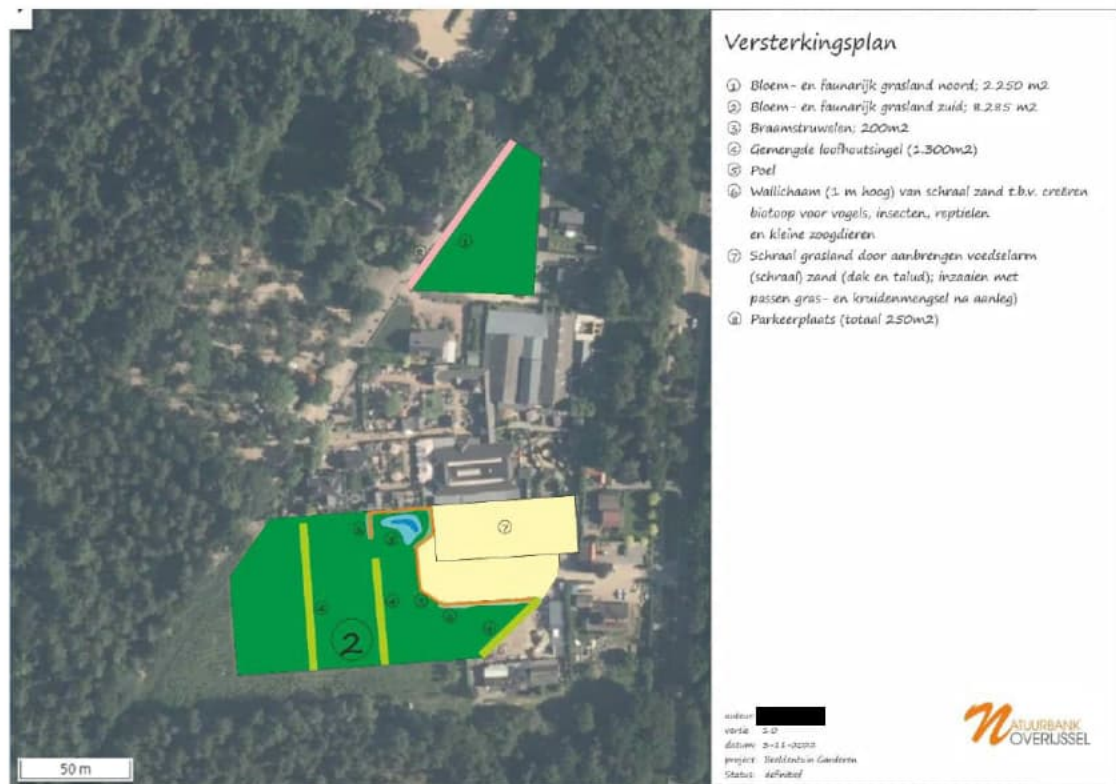 Versterkingsplan
① Bloem- en faunarijk grasland noord; 2.250 m2
② Bloem- en faunarijk grasland zuid; 8.285 m2
③ Braamstruwelen; 200m2
④ Gemengde loofhoutsingel (1.300m2)
⑤ Poel
⑥ Wallichaam (1 m hoog) van schraal zand t.b.v. creëren
biotoop voor vogels, insecten, reptielen
en kleine zoogdieren
⑦ Schraal grasland door aanbrengen voedselarm
(schraal) zand (dak en talud); inzaaien met
passen gras- en kruidenmengsel na aanleg)
⑧ Parkeerplaats (totaal 250m2)
①
⑦
②
auteur
versie
datum
project Beeldentuin Garderen
Status: definitief
NATUURBANK
OVERIJSSEL
50 m